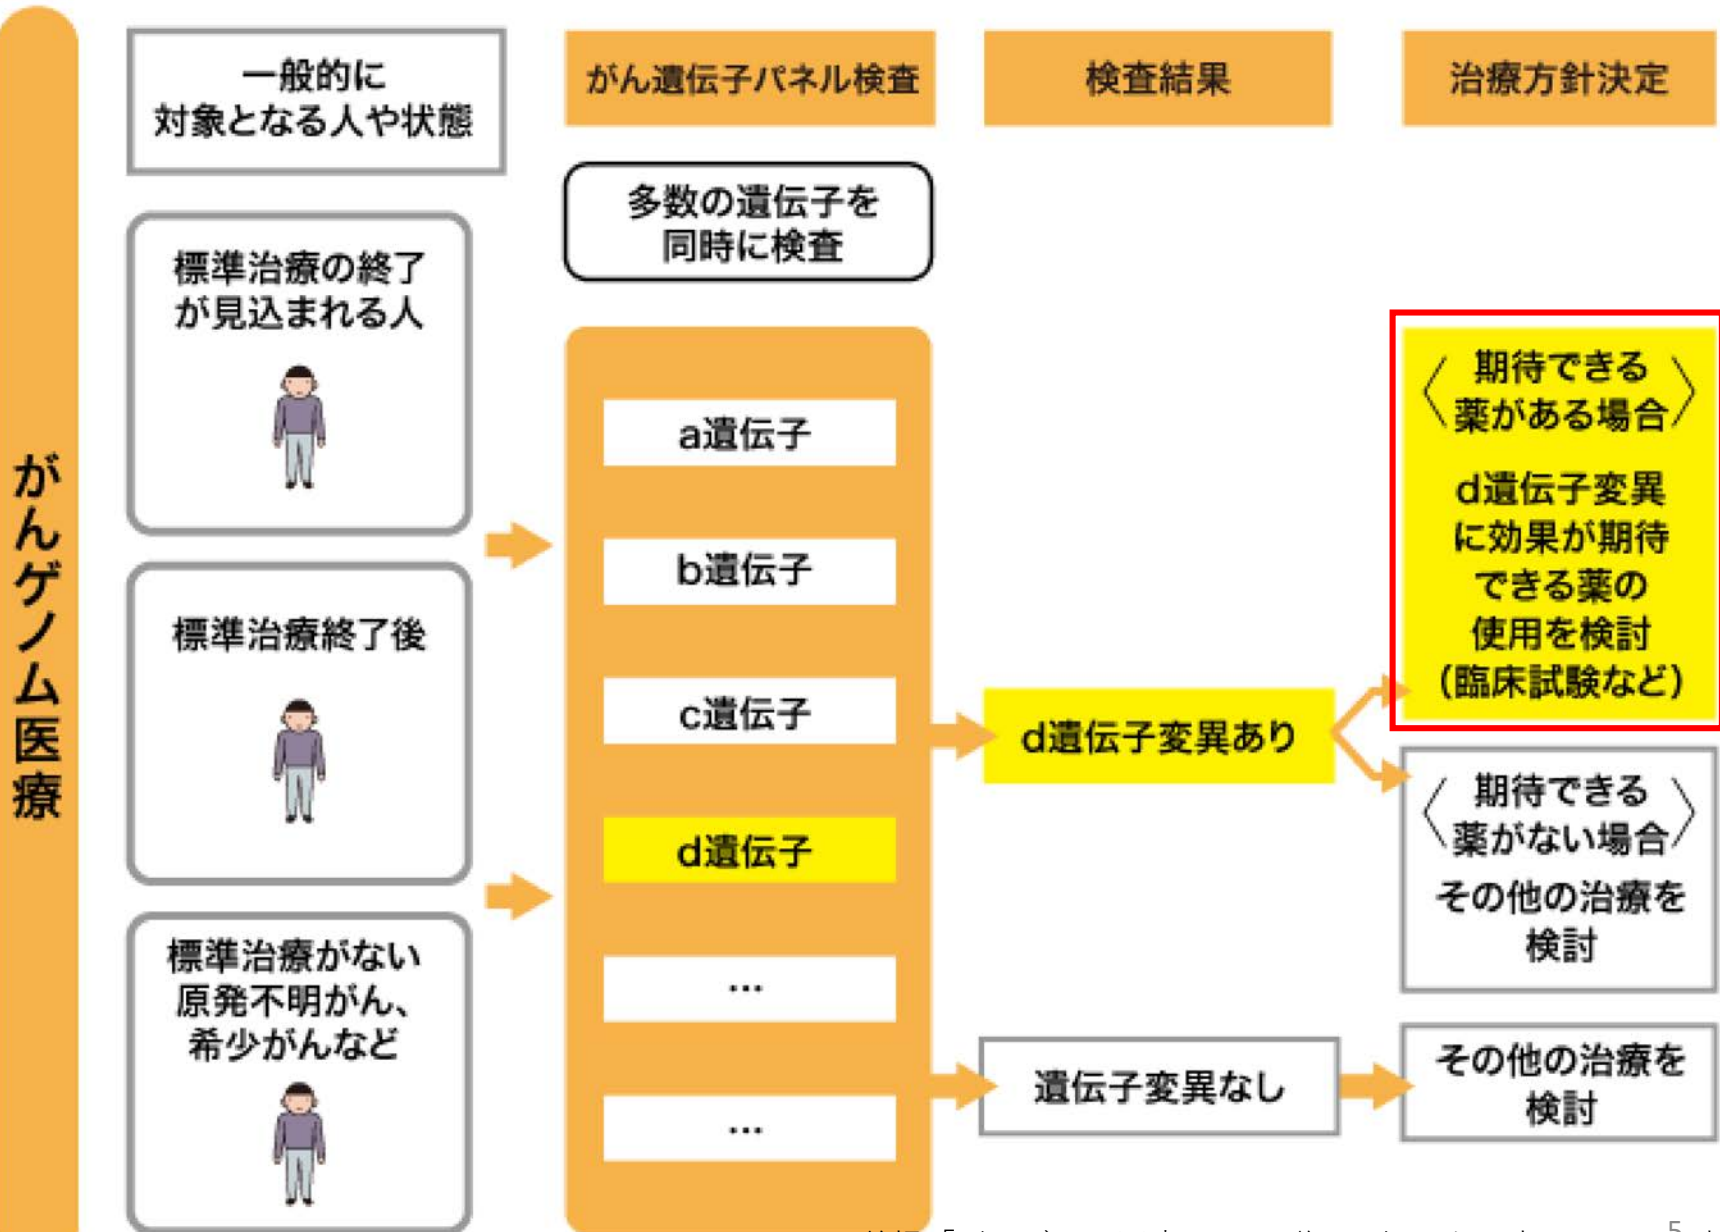 がんゲノム医療
一般的に
対象となる人や状態
標準治療の終了
が見込まれる人
標準治療終了後
標準治療がない
原発不明がん、
希少がんなど
がん遺伝子パネル検査
多数の遺伝子を
同時に検査
a遺伝子
b遺伝子
c遺伝子
d遺伝子
…
…
検査結果
d遺伝子変異あり
遺伝子変異なし
治療方針決定
〈期待できる
薬がある場合〉
d遺伝子変異
に効果が期待
できる薬の
使用を検討
（臨床試験など）
〈期待できる
薬がない場合〉
その他の治療を
検討
その他の治療を
検討
5